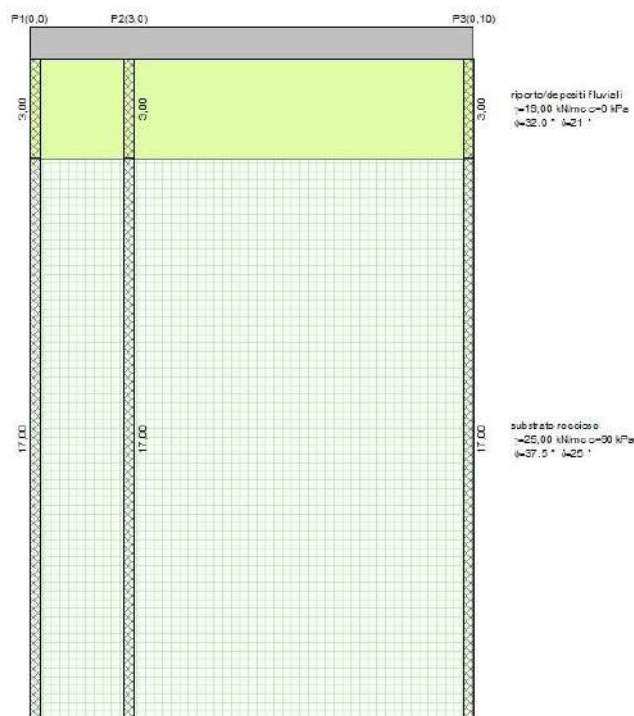 P1(0,0) P2(3,0) P3(0,10)
3,00 3,00 3,00
riporto/depositi fluviali
γ=19,00 kN/mc c=0 kPa
φ=32.0 ° δ=21 °
17,00 17,00 17,00
substrato roccioso
γ=25,00 kN/mc c=90 kPa
φ=37.5 ° δ=25 °